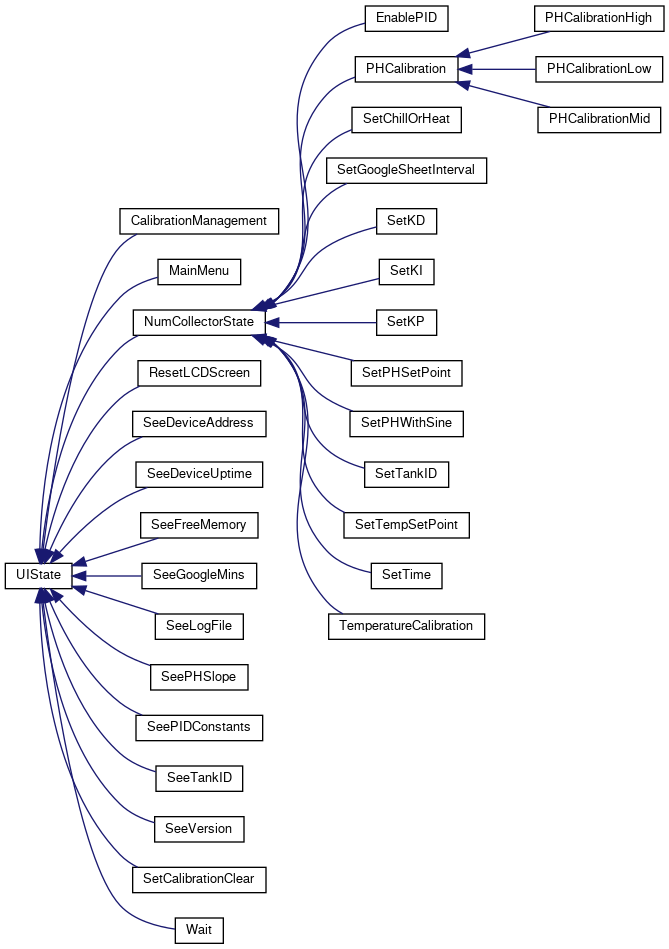 EnablePID
PHCalibrationHigh
PHCalibration
PHCalibrationLow
SetChillOrHeat
PHCalibrationMid
SetGoogleSheetInterval
CalibrationManagement
SetKD
MainMenu
SetKI
NumCollectorState
SetKP
ResetLCDScreen
SetPHSetPoint
SeeDeviceAddress
SetPHWithSine
SeeDeviceUptime
SetTankID
SeeFreeMemory
SetTempSetPoint
UIState
SeeGoogleMins
SetTime
SeeLogFile
TemperatureCalibration
SeePHSlope
SeePIDConstants
SeeTankID
SeeVersion
SetCalibrationClear
Wait